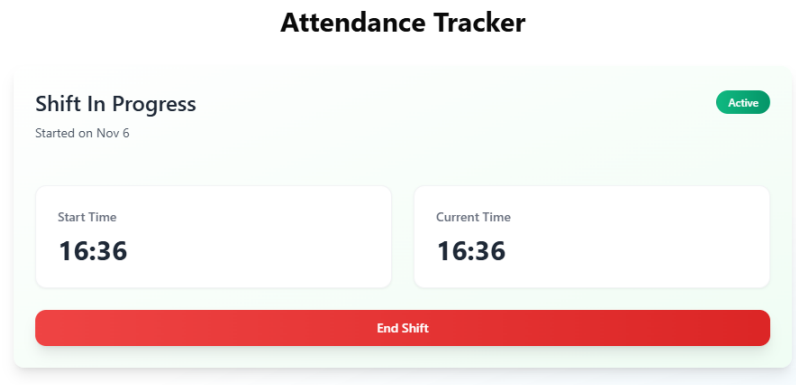 Attendance Tracker
Shift In Progress
Active
Started on Nov 6
Start Time
16:36
Current Time
16:36
End Shift